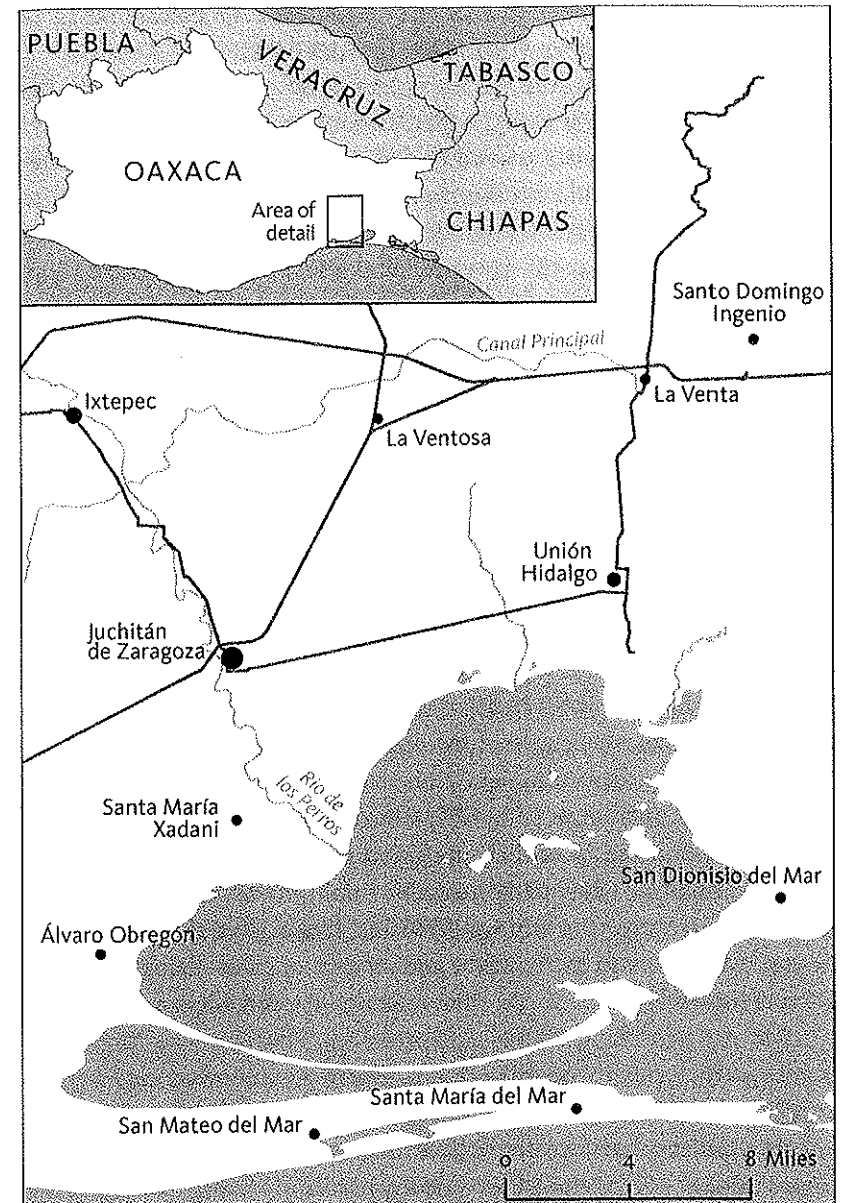 PUEBLA
VERACRUZ
TABASCO
OAXACA
Area of
detail
CHIAPAS
Santo Domingo
Ingenio
Canal Principal
La Venta
Ixtepec
La Ventosa
Unión
Hidalgo
Juchitán
de Zaragoza
Rio de
los Perros
Santa María
Xadani
San Dionisio del Mar
Álvaro Obregón
Santa María del Mar
San Mateo del Mar
0 4 8 Miles